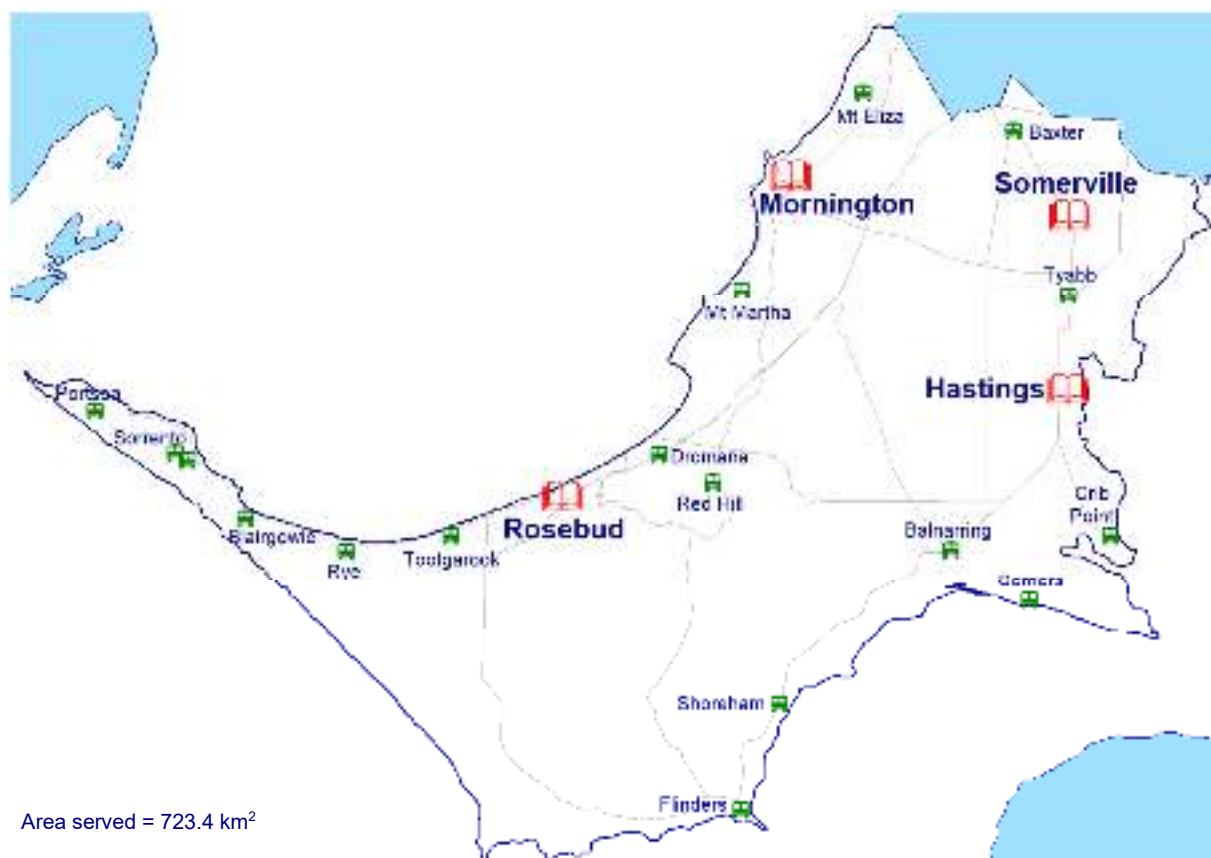 Mt Eliza
Baxter
Somerville
Mornington
Tyabb
Mt Martha
Hastings
Portsea
Sorrento
Dromana
Red Hill
Crib
Point
Rosebud
Balnarring
Blairgowrie
Tootgarook
Rye
Somers
Shoreham
Flinders
Area served = 723.4 km²